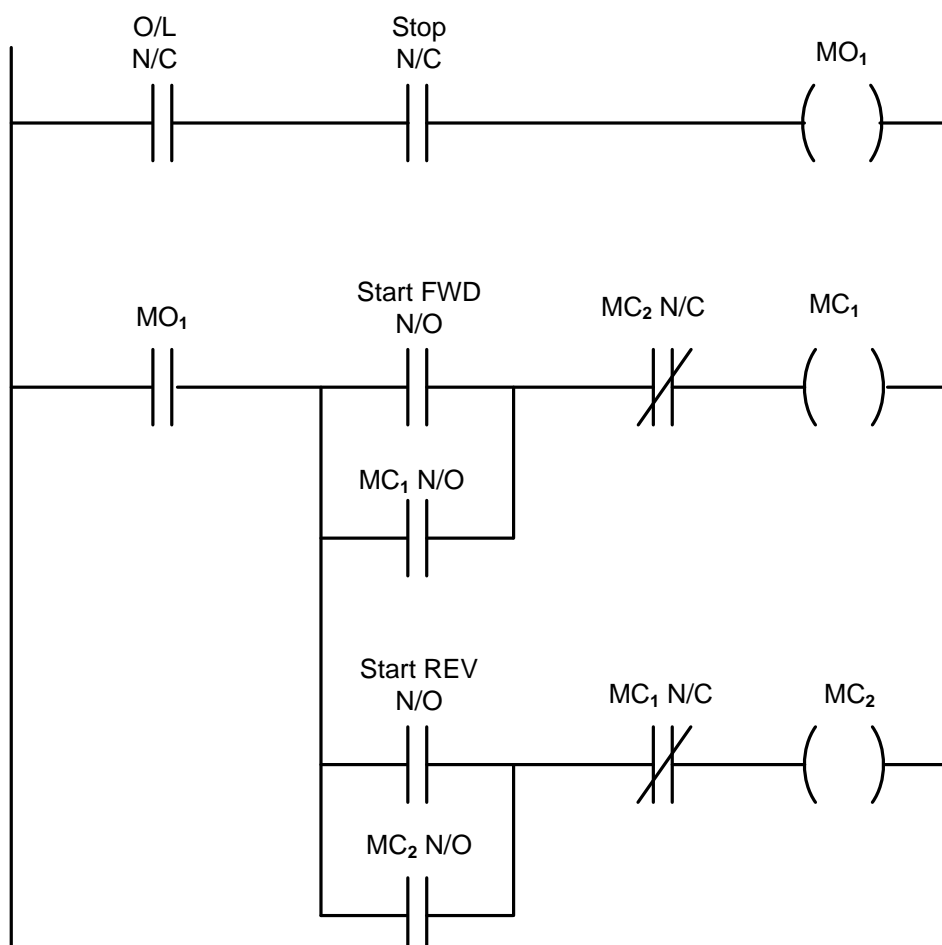 O/L
N/C
Stop
N/C
MO₁
MO₁
Start FWD
N/O
MC₂ N/C
MC₁
MC₁ N/O
Start REV
N/O
MC₁ N/C
MC₂
MC₂ N/O